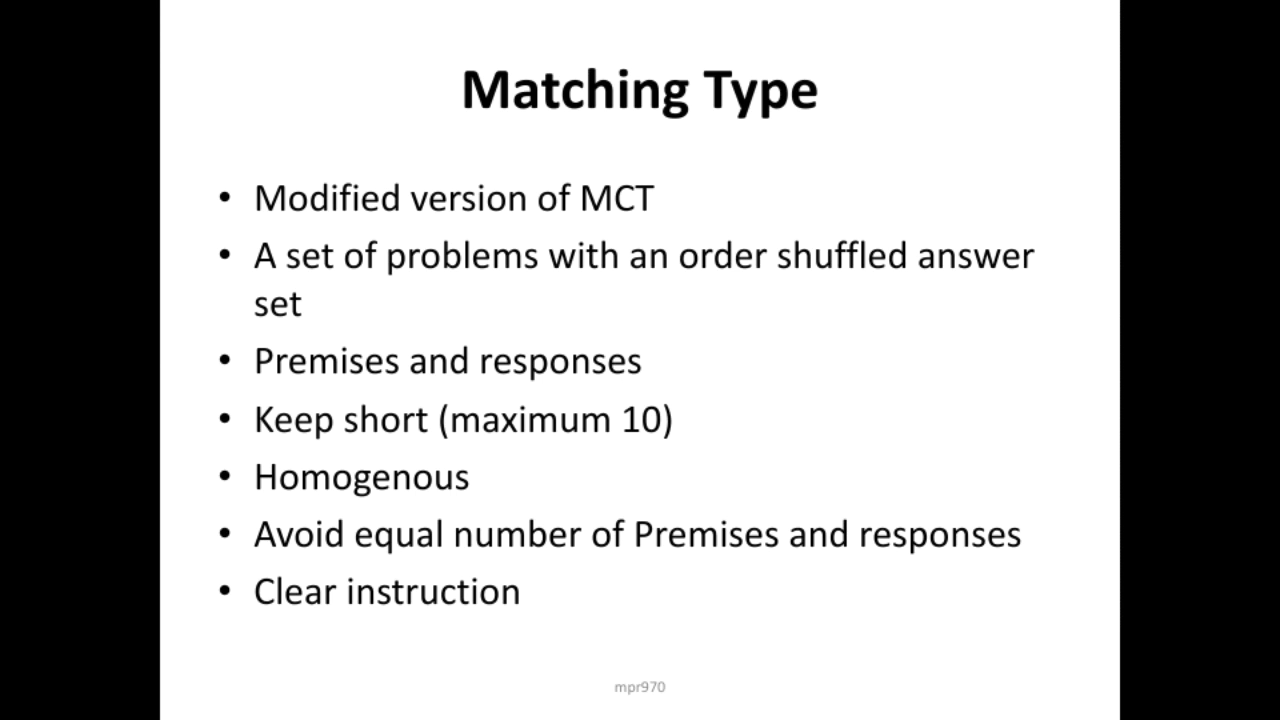 Matching Type
• Modified version of MCT
• A set of problems with an order shuffled answer
set
• Premises and responses
• Keep short (maximum 10)
• Homogenous
• Avoid equal number of Premises and responses
• Clear instruction
mpr970